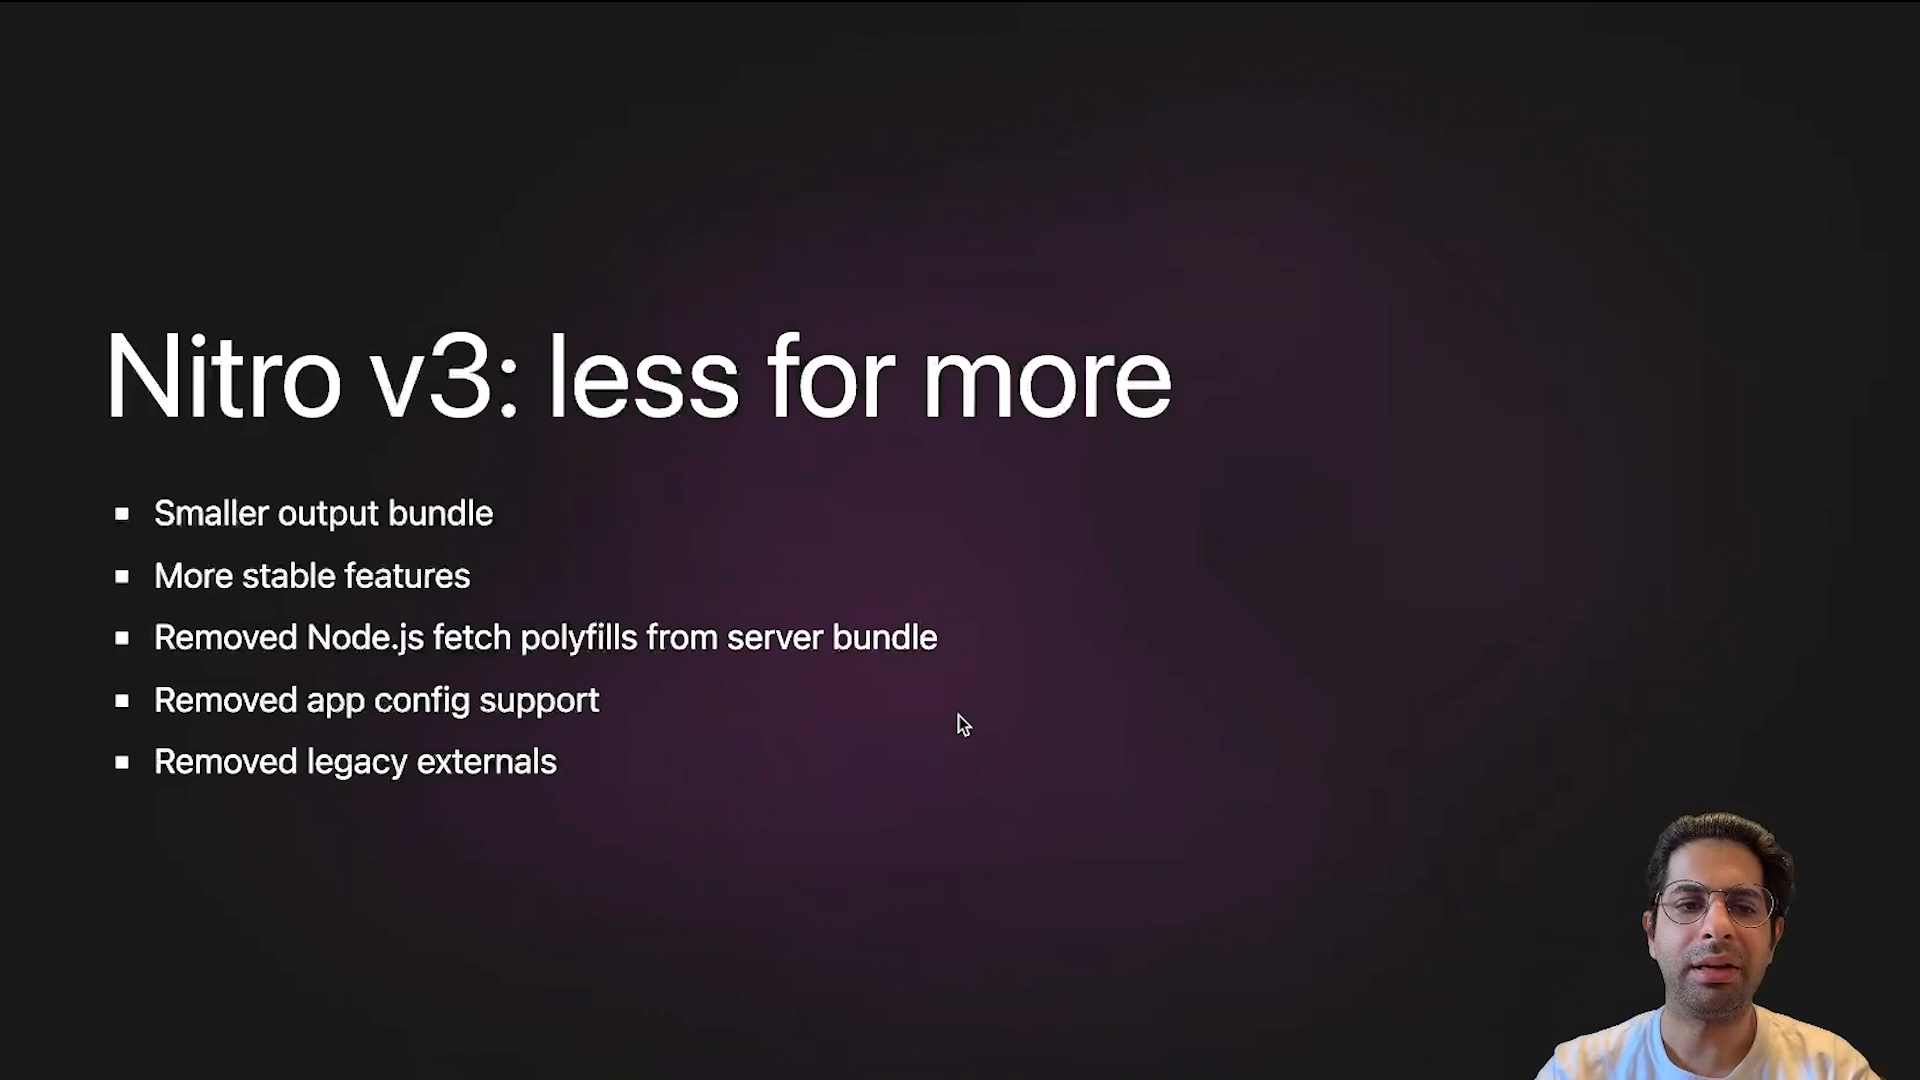 Nitro v3: less for more
Smaller output bundle
More stable features
Removed Node.js fetch polyfills from server bundle
Removed app config support
Removed legacy externals